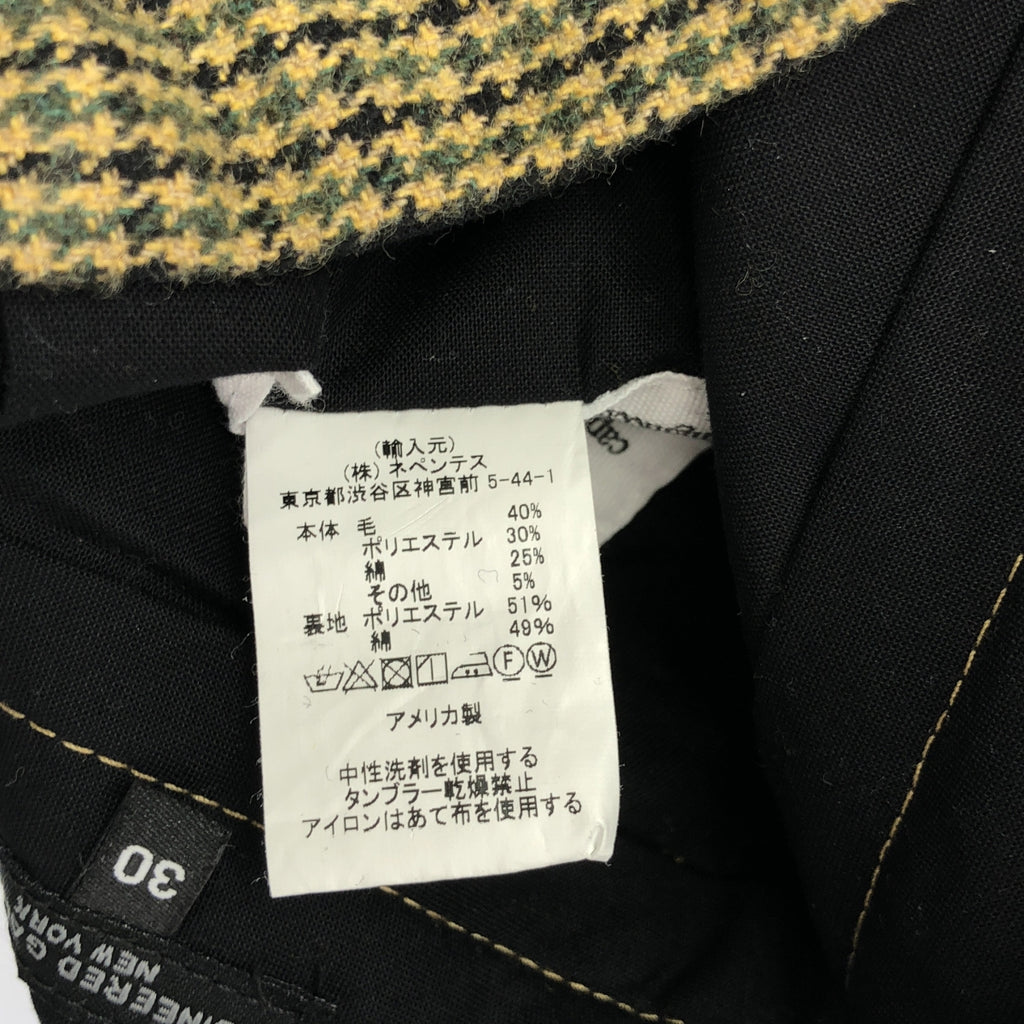 (輸入元)
(株) ネペンテス
東京都渋谷区神宮前 5-44-1
本体 毛 40%
ポリエステル 30%
綿 25%
その他 5%
裏地 ポリエステル 51%
綿 49%
F W
アメリカ製
中性洗剤を使用する
タンブラー乾燥禁止
アイロンはあて布を使用する
30
NEERED GA
NEW YORK